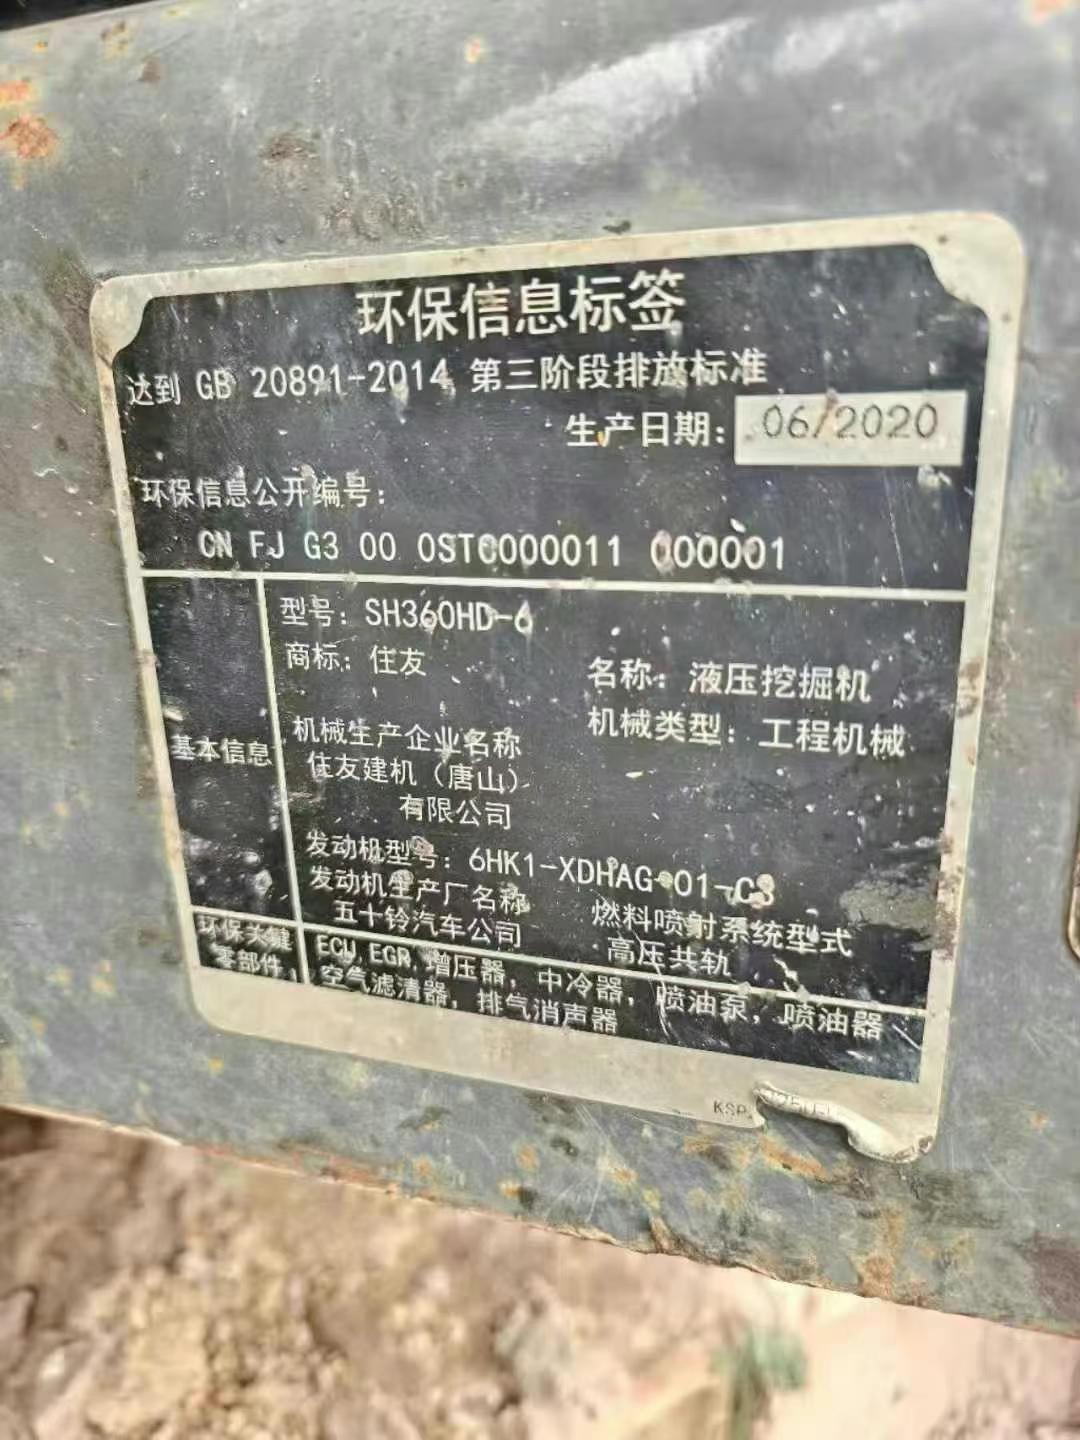 环保信息标签
达到 GB 20891-2014 第三阶段排放标准
生产日期: 06/2020
环保信息公开编号:
CN FJ G3 00 0STC000011 000001
基本信息
型号: SH360HD-6
商标: 住友
名称: 液压挖掘机
机械类型: 工程机械
机械生产企业名称
住友建机（唐山）
有限公司
发动机型号: 6HK1-XDHAG-01-C3
发动机生产厂名称
五十铃汽车公司
燃料喷射系统型式
高压共轨
环保关键
零部件
ECU, EGR, 增压器, 中冷器, 喷油泵, 喷油器
空气滤清器, 排气消声器